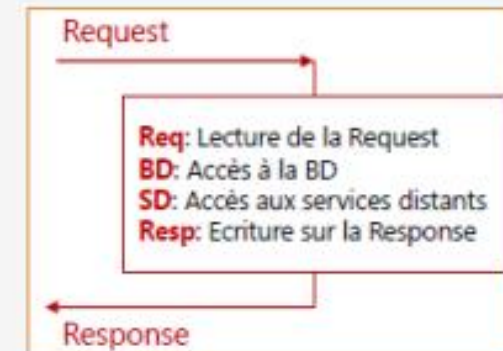 Request
Req: Lecture de la Request
BD: Accès à la BD
SD: Accès aux services distants
Resp: Ecriture sur la Response
Response